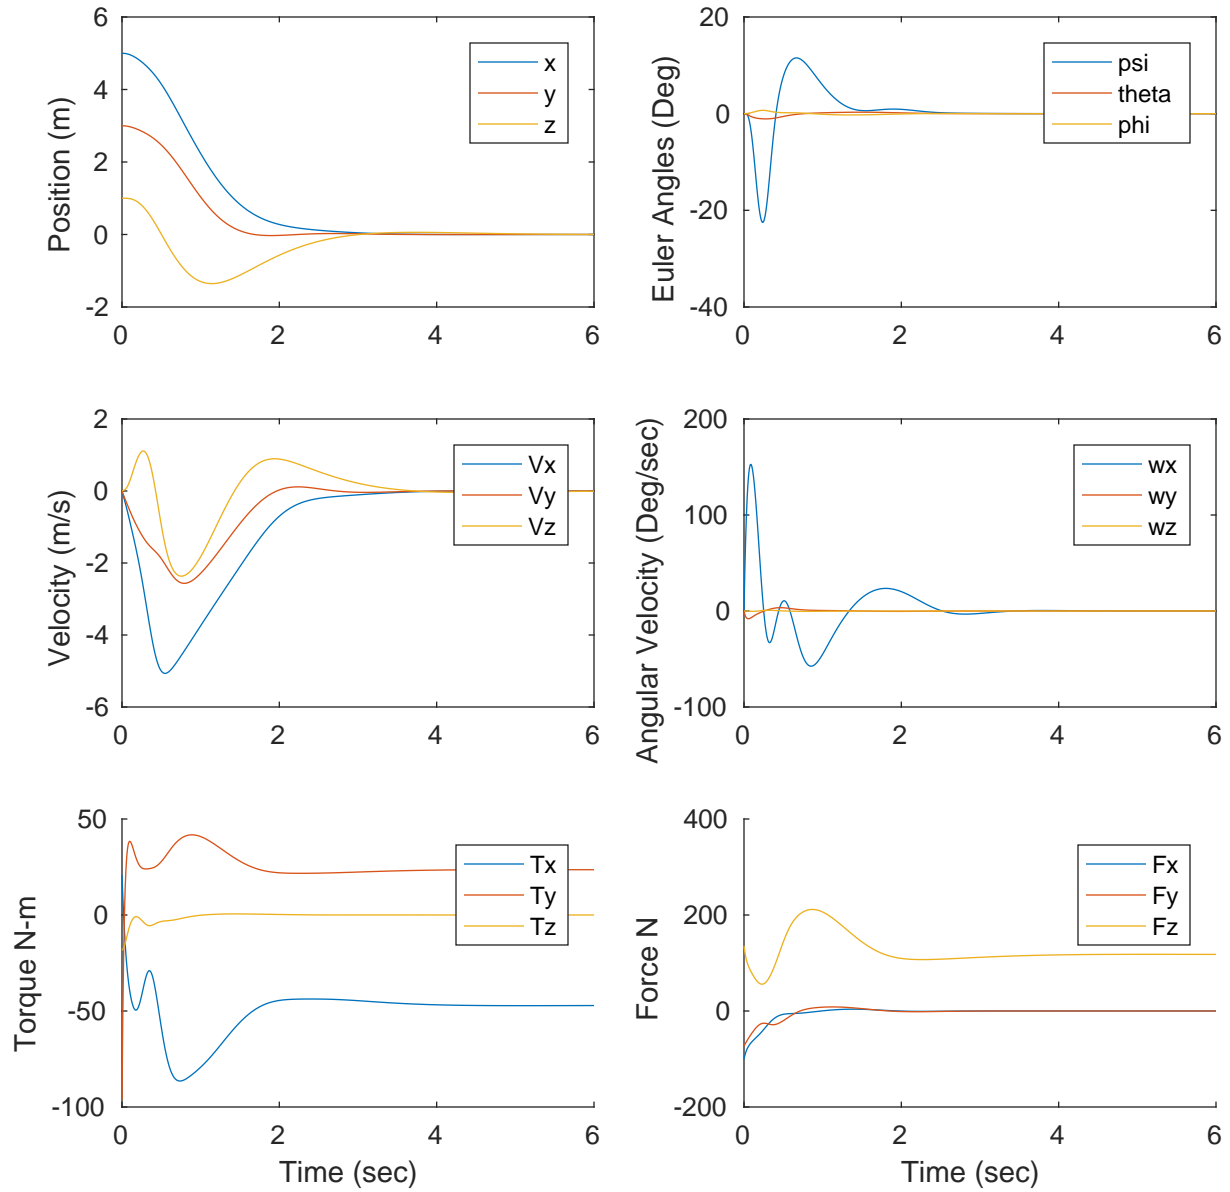 6
4
2
0
-2
0
2
4
6
Position (m)
x
y
z
20
0
-20
-40
0
2
4
6
Euler Angles (Deg)
psi
theta
phi
2
0
-2
-4
-6
0
2
4
6
Velocity (m/s)
Vx
Vy
Vz
200
100
0
-100
0
2
4
6
Angular Velocity (Deg/sec)
wx
wy
wz
50
0
-50
-100
0
2
4
6
Torque N-m
Time (sec)
Tx
Ty
Tz
400
200
0
-200
0
2
4
6
Force N
Time (sec)
Fx
Fy
Fz